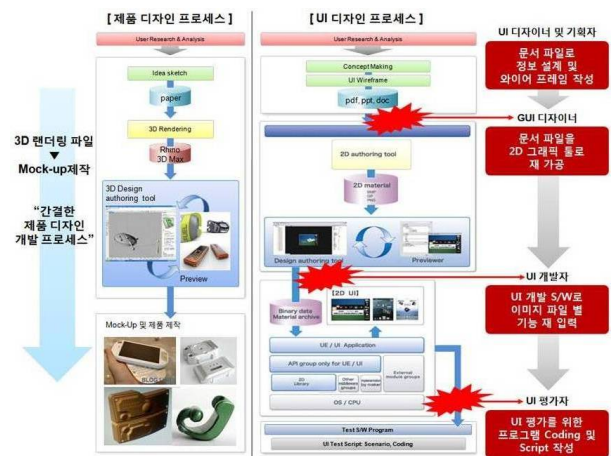 [ 제품 디자인 프로세스 ]
User Research & Analysis
Idea sketch
paper
3D Rendering
Rhino
3D Max
3D Design
authoring tool
Preview
Mock-Up 및 제품 제작
3D 랜더링 파일
Mock-up제작
“간결한
제품 디자인
개발 프로세스”
[ UI 디자인 프로세스 ]
User Research & Analysis
Concept Making
UI Wireframe
pdf, ppt, doc
2D authoring tool
2D material
Design authoring tool
Previewer
Binary data
Material archive
[2D UI]
UE / UI Application
API group only for UE / UI
2D
Library
Other
middleware
groups
External
module groups
OS / CPU
Test S/W Program
UI Test Script: Scenario, Coding
UI 디자이너 및 기획자
문서 파일로
정보 설계 및
와이어 프레임 작성
GUI 디자이너
문서 파일을
2D 그래픽 툴로
재 가공
UI 개발자
UI 개발 S/W로
이미지 파일 별
기능 재 입력
UI 평가자
UI 평가를 위한
프로그램 Coding 및
Script 작성